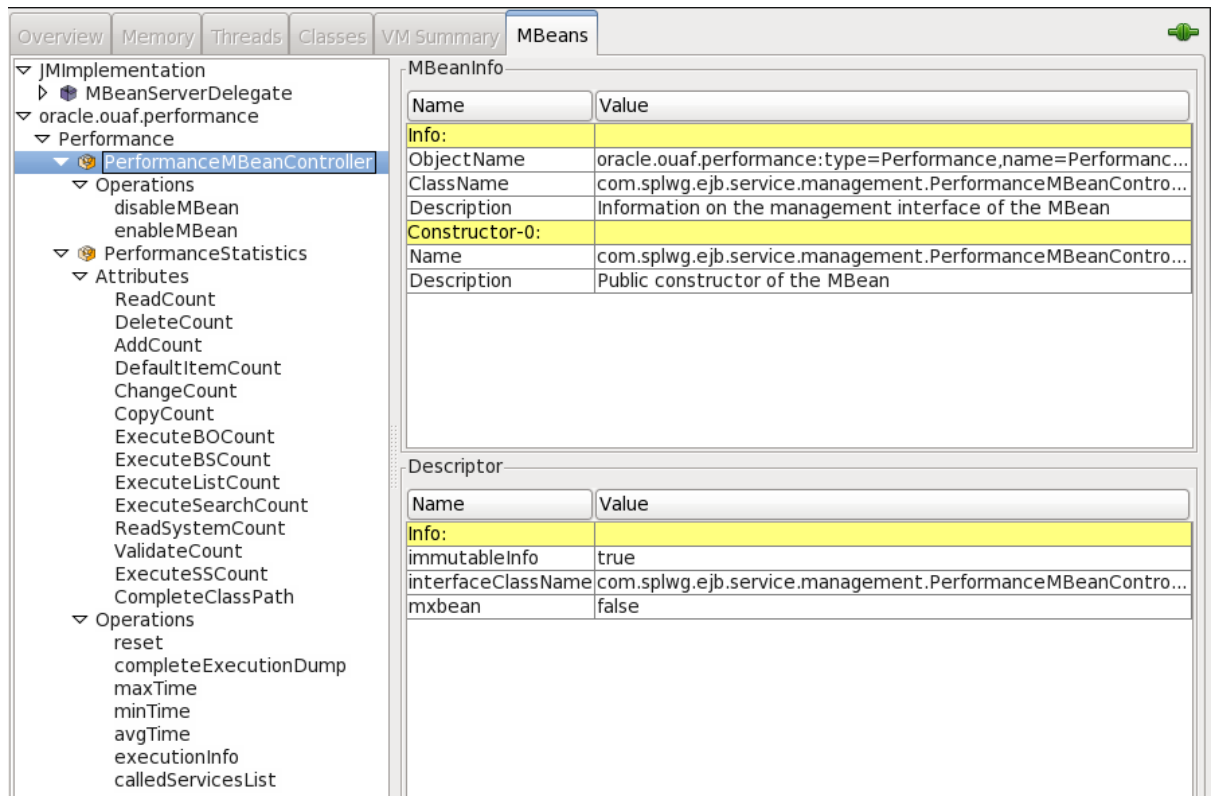 Overview Memory Threads Classes VM Summary MBeans
JMImplementation
MBeanServerDelegate
oracle.ouaf.performance
Performance
PerformanceMBeanController
Operations
disableMBean
enableMBean
PerformanceStatistics
Attributes
ReadCount
DeleteCount
AddCount
DefaultItemCount
ChangeCount
CopyCount
ExecuteBOCount
ExecuteBSCount
ExecuteListCount
ExecuteSearchCount
ReadSystemCount
ValidateCount
ExecuteSSCount
CompleteClassPath
Operations
reset
completeExecutionDump
maxTime
minTime
avgTime
executionInfo
calledServicesList
MBeanInfo
Name Value
Info:
ObjectName oracle.ouaf.performance:type=Performance,name=Performanc...
ClassName com.splwg.ejb.service.management.PerformanceMBeanContro...
Description Information on the management interface of the MBean
Constructor-0:
Name com.splwg.ejb.service.management.PerformanceMBeanContro...
Description Public constructor of the MBean
Descriptor
Name Value
Info:
immutableInfo true
interfaceClassName com.splwg.ejb.service.management.PerformanceMBeanContro...
mxbean false